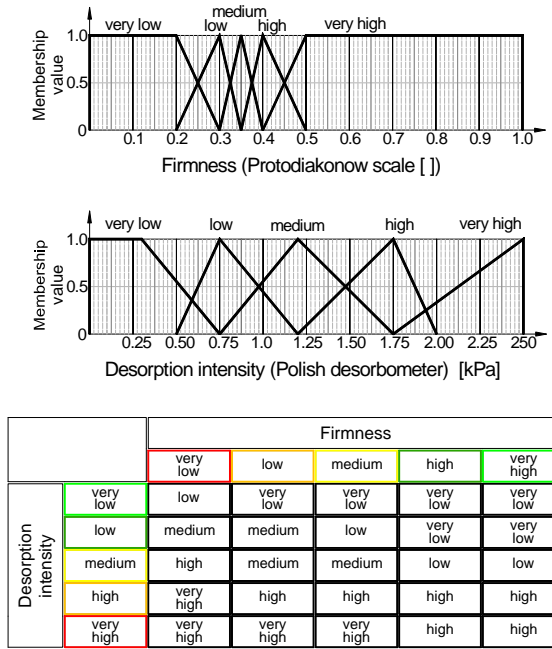 medium
very low low high very high
Membership
value
1.0
0.5
0
0.1 0.2 0.3 0.4 0.5 0.6 0.7 0.8 0.9 1.0
Firmness (Protodiakonow scale [ ])
very low low medium high very high
Membership
value
1.0
0.5
0
0.25 0.50 0.75 1.0 1.20 1.50 1.75 2.00 2.25 250
Desorption intensity (Polish desorbometer) [kPa]
Firmness
very low low medium high very high
Desorption
intensity
very low low very low very low very low very low
low medium medium low very low very low
medium high medium medium low low
high very high high high high high
very high very high very high very high high high